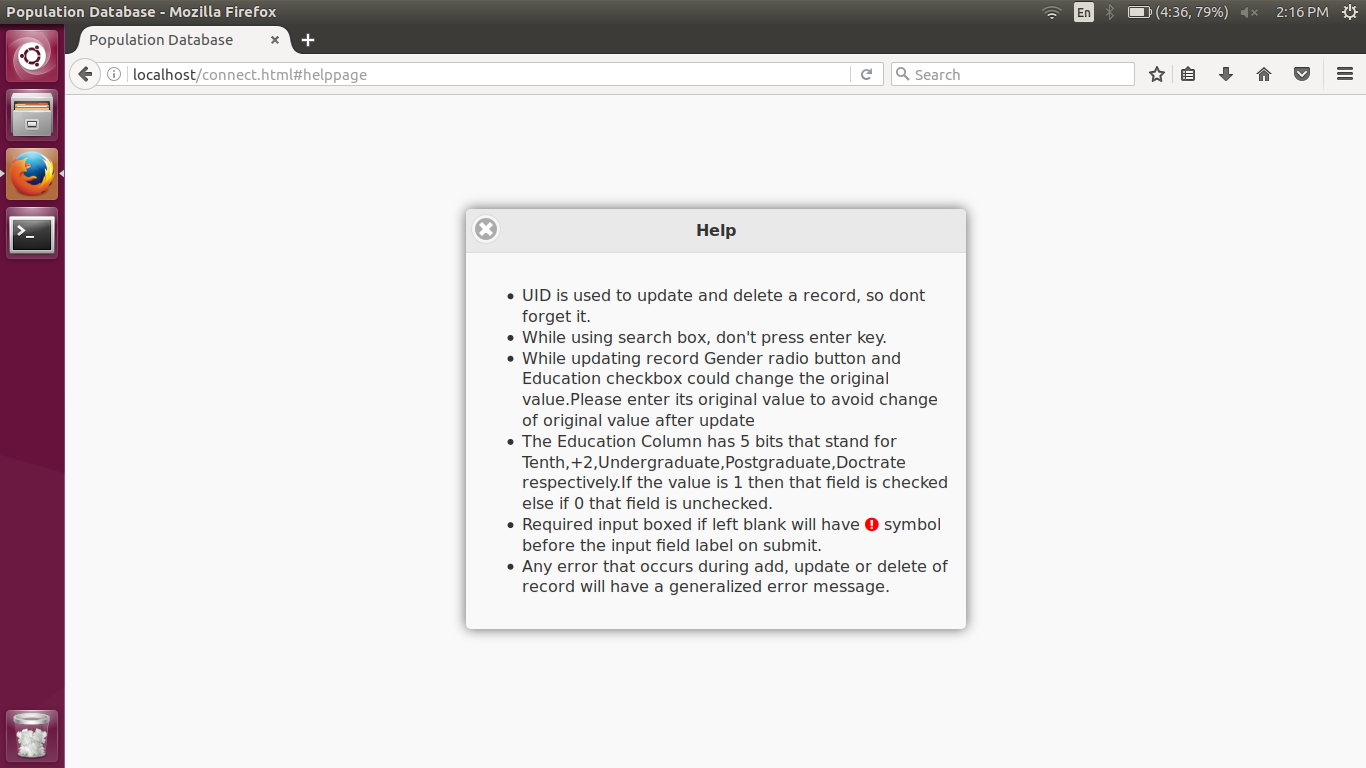 Population Database - Mozilla Firefox
En
(4:36, 79%)
2:16 PM
Population Database
localhost/connect.html#helppage
Search
Help
UID is used to update and delete a record, so dont
forget it.
While using search box, don't press enter key.
While updating record Gender radio button and
Education checkbox could change the original
value.Please enter its original value to avoid change
of original value after update
The Education Column has 5 bits that stand for
Tenth,+2,Undergraduate,Postgraduate,Doctrate
respectively.If the value is 1 then that field is checked
else if 0 that field is unchecked.
Required input boxed if left blank will have symbol
before the input field label on submit.
Any error that occurs during add, update or delete of
record will have a generalized error message.